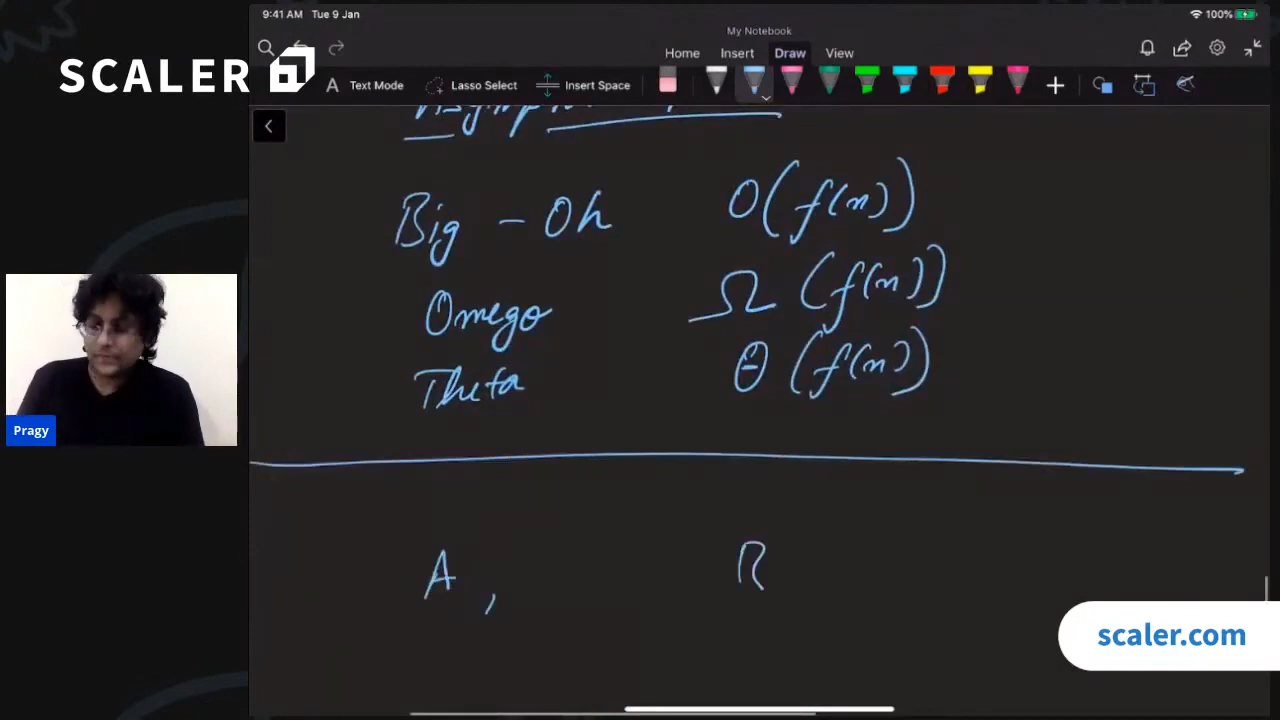 9:41 AM Tue 9 Jan
100%
My Notebook
Home Insert Draw View
SCALER
Text Mode Lasso Select Insert Space
Big - Oh O(f(n))
Omega Ω (f(n))
Theta Θ (f(n))
Pragy
A ,
scaler.com